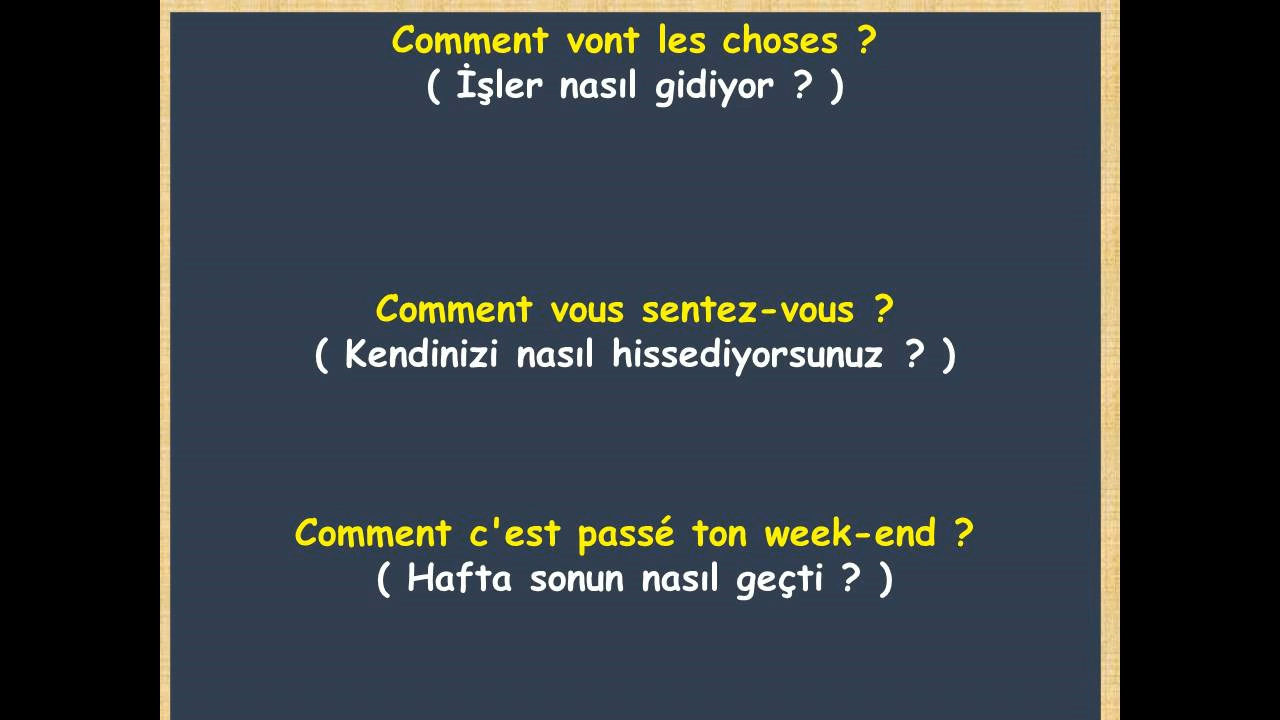 Comment vont les choses ?
( İşler nasıl gidiyor ? )
Comment vous sentez-vous ?
( Kendinizi nasıl hissediyorsunuz ? )
Comment c'est passé ton week-end ?
( Hafta sonun nasıl geçti ? )